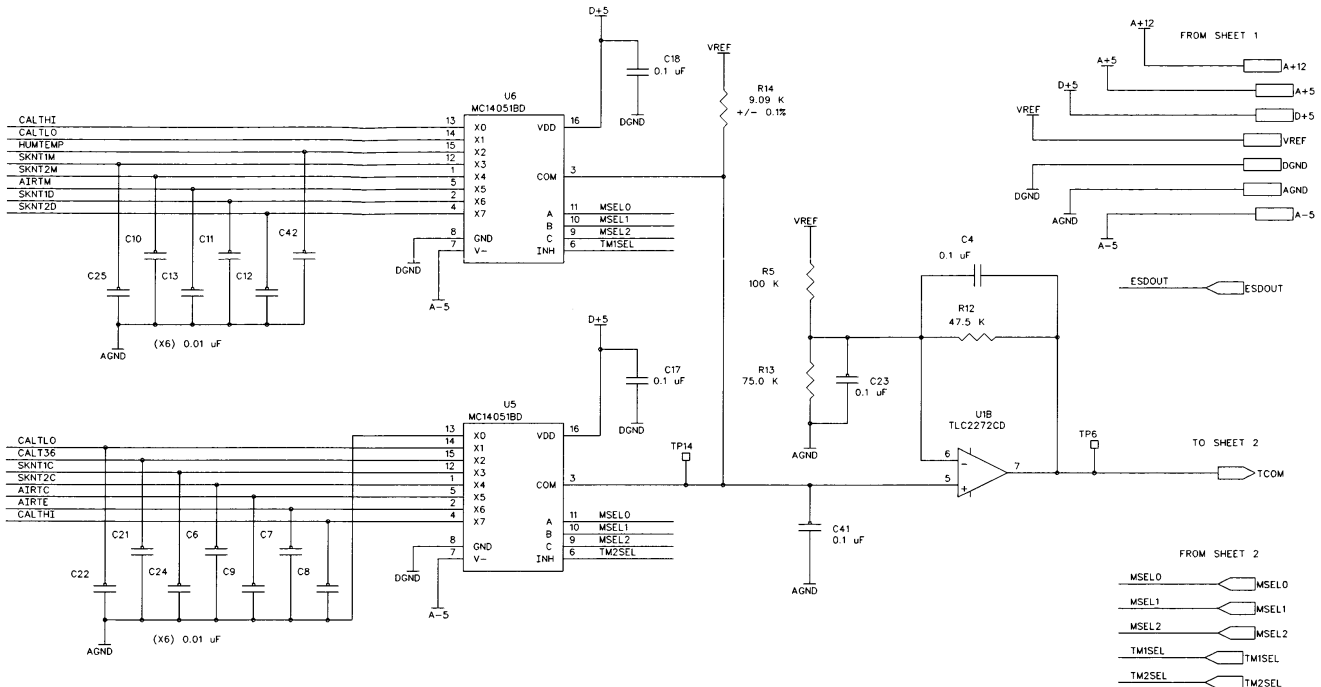 D+5
C18
0.1 uF
DGND
VREF
R14
9.09 K
+/- 0.1%
U6
MC14051BD
CALTHI
CALTLO
HUMTEMP
SKNT1M
SKNT2M
AIRTM
SKNT1D
SKNT2D
13 X0 VDD 16
14 X1
15 X2
12 X3
1 X4 COM 3
5 X5
2 X6
4 X7
A 11 MSEL0
B 10 MSEL1
8 GND C 9 MSEL2
7 V- INH 6 TM1SEL
DGND
A-5
C10 C11 C42
C25 C13 C12
AGND
(X6) 0.01 uF
D+5
C17
0.1 uF
DGND
U5
MC14051BD
CALTLO
CALT36
SKNT1C
SKNT2C
AIRTC
AIRTE
CALTHI
13 X0 VDD 16
14 X1
15 X2
12 X3
1 X4 COM 3
5 X5
2 X6
4 X7
A 11 MSEL0
B 10 MSEL1
8 GND C 9 MSEL2
7 V- INH 6 TM2SEL
DGND
A-5
C21 C6 C7
C22 C24 C9 C8
AGND
(X6) 0.01 uF
TP14
VREF
R5
100 K
R13
75.0 K
C23
0.1 uF
AGND
C4
0.1 uF
R12
47.5 K
U1B
TLC2272CD
6 -
5 +
7
C41
0.1 uF
AGND
TP6
TO SHEET 2
TCOM
FROM SHEET 1
A+12 A+12
A+5 A+5
D+5 D+5
VREF VREF
DGND DGND
AGND AGND
A-5 A-5
ESDOUT ESDOUT
FROM SHEET 2
MSEL0 MSEL0
MSEL1 MSEL1
MSEL2 MSEL2
TM1SEL TM1SEL
TM2SEL TM2SEL